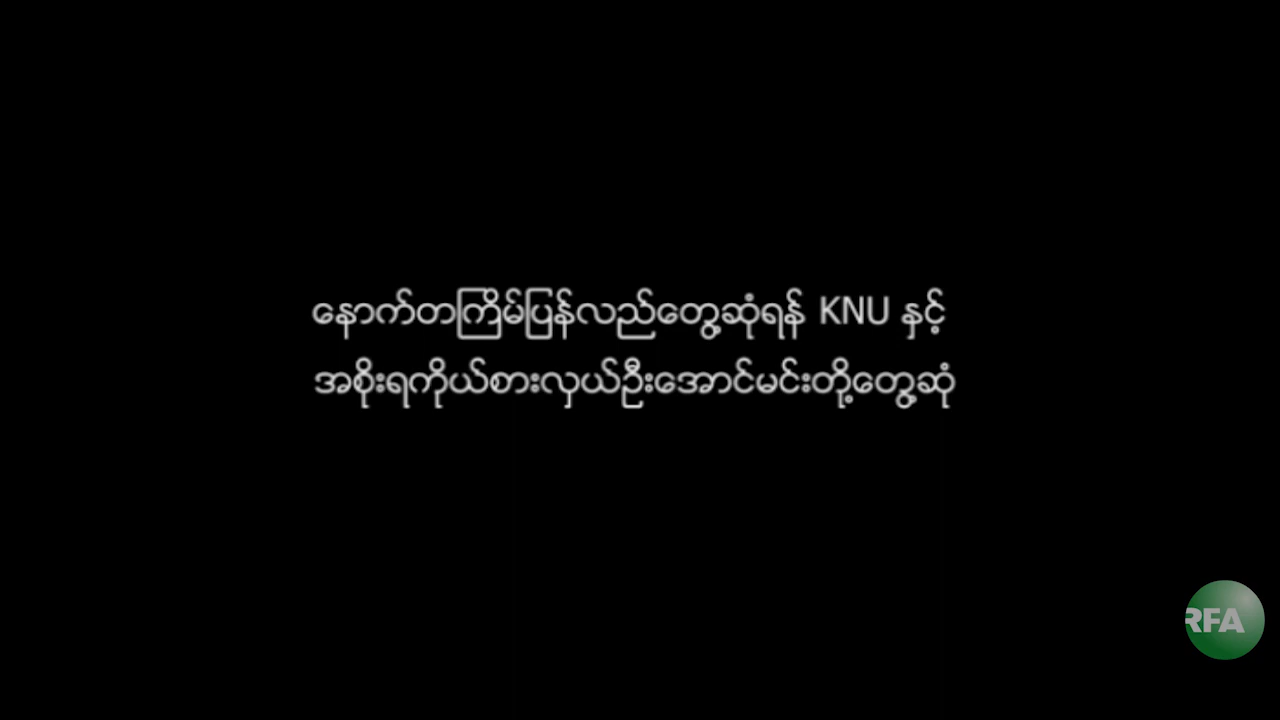 နောက်တကြိမ်ပြန်လည်တွေ့ဆုံရန် KNU နှင့်
အစိုးရကိုယ်စားလှယ်ဦးအောင်မင်းတို့တွေ့ဆုံ
RFA